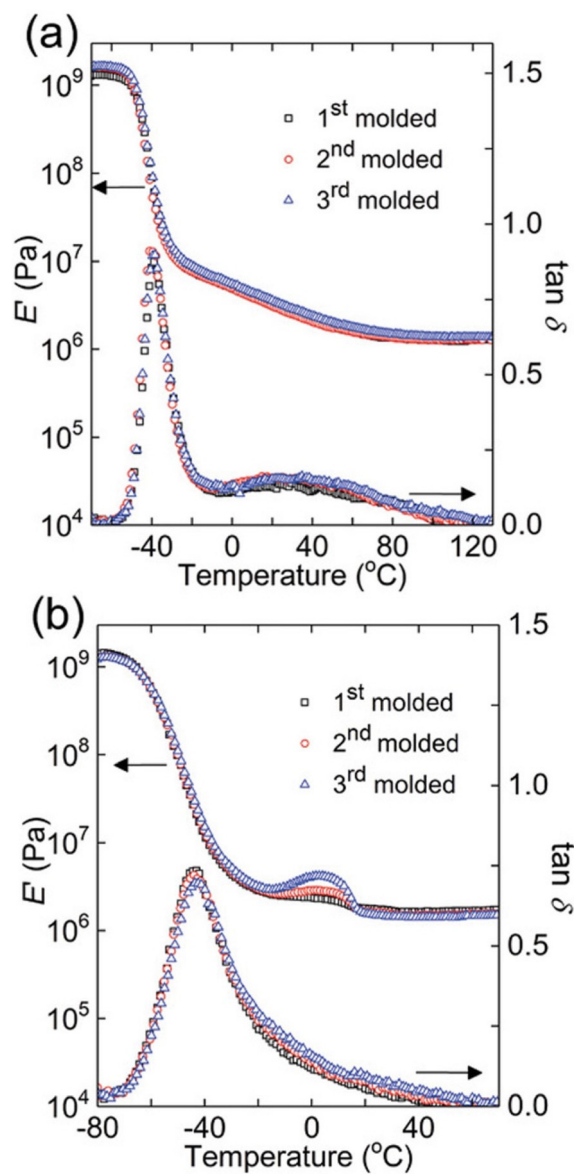 (a)
10⁹
10⁸
10⁷
10⁶
10⁵
10⁴
E' (Pa)
1st molded
2nd molded
3rd molded
1.5
1.0
0.5
0.0
tan δ
-40 0 40 80 120
Temperature (°C)
(b)
10⁹
10⁸
10⁷
10⁶
10⁵
10⁴
E' (Pa)
1st molded
2nd molded
3rd molded
1.5
1.0
0.5
0.0
tan δ
-80 -40 0 40
Temperature (°C)